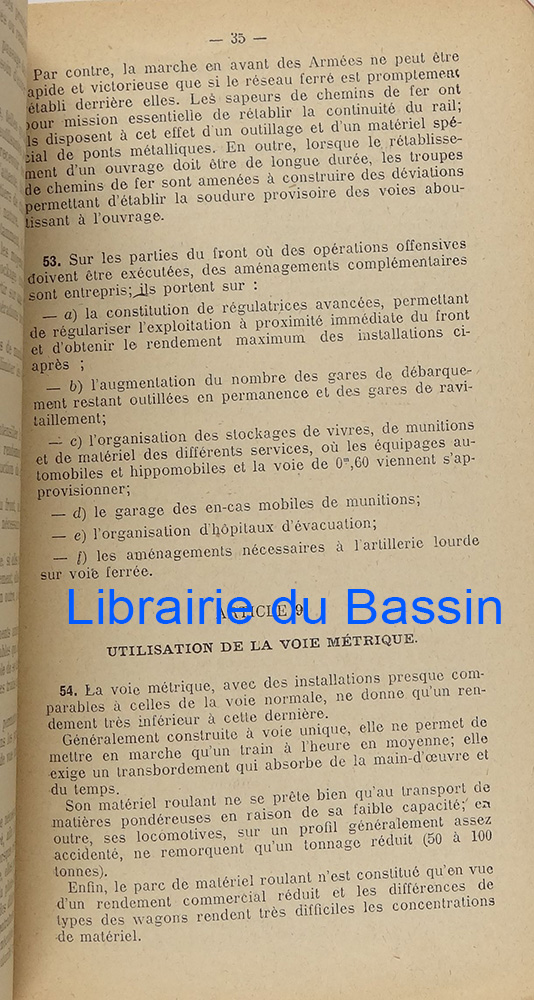 — 35 —
Par contre, la marche en avant des Armées ne peut être
apide et victorieuse que si le réseau ferré est promptement
établi derrière elles. Les sapeurs de chemins de fer ont
pour mission essentielle de rétablir la continuité du rail;
ls disposent à cet effet d'un outillage et d'un matériel spé-
cial de ponts métalliques. En outre, lorsque le rétablisse-
ment d'un ouvrage doit être de longue durée, les troupes
de chemins de fer sont amenées à construire des déviations
permettant d'établir la soudure provisoire des voies abou-
tissant à l'ouvrage.
53. Sur les parties du front où des opérations offensives
doivent être exécutées, des aménagements complémentaires
sont entrepris; ils portent sur :
— a) la constitution de régulatrices avancées, permettant
de régulariser l'exploitation à proximité immédiate du front
et d'obtenir le rendement maximum des installations ci-
après ;
— b) l'augmentation du nombre des gares de débarque-
ment restant outillées en permanence et des gares de ravi-
taillement;
— c) l'organisation des stockages de vivres, de munitions
et de matériel des différents services, où les équipages au-
tomobiles et hippomobiles et la voie de 0m,60 viennent s'ap-
provisionner;
— d) le garage des en-cas mobiles de munitions;
— e) l'organisation d'hôpitaux d'évacuation;
— f) les aménagements nécessaires à l'artillerie lourde
sur voie ferrée.
Librairie du Bassin
ARTICLE 9
UTILISATION DE LA VOIE MÉTRIQUE.
54. La voie métrique, avec des installations presque com-
parables à celles de la voie normale, ne donne qu'un ren-
dement très inférieur à cette dernière.
Généralement construite à voie unique, elle ne permet de
mettre en marche qu'un train à l'heure en moyenne; elle
exige un transbordement qui absorbe de la main-d'œuvre et
du temps.
Son matériel roulant ne se prête bien qu'au transport de
matières pondéreuses en raison de sa faible capacité; en
outre, ses locomotives, sur un profil généralement assez
accidenté, ne remorquent qu'un tonnage réduit (50 à 100
tonnes).
Enfin, le parc de matériel roulant n'est constitué qu'en vue
d'un rendement commercial réduit et les différences de
types des wagons rendent très difficiles les concentrations
de matériel.